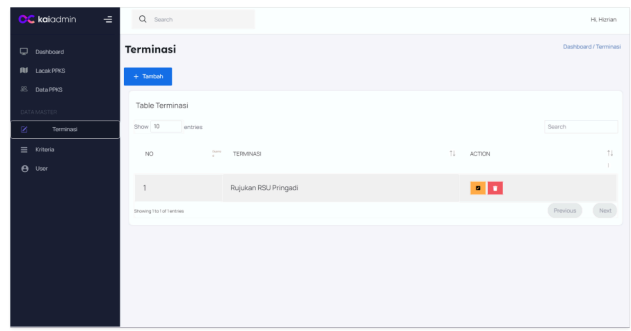 kaiadmin
Search
Hi, Hizrian
Dashboard
Lacak PPKS
Data PPKS
DATA MASTER
Terminasi
Kriteria
User
Terminasi
Dashboard / Terminasi
+ Tambah
Table Terminasi
Show 10 entries
Search
NO TERMINASI ACTION
1 Rujukan RSU Pringadi
Showing 1 to 1 of 1 entries
Previous Next